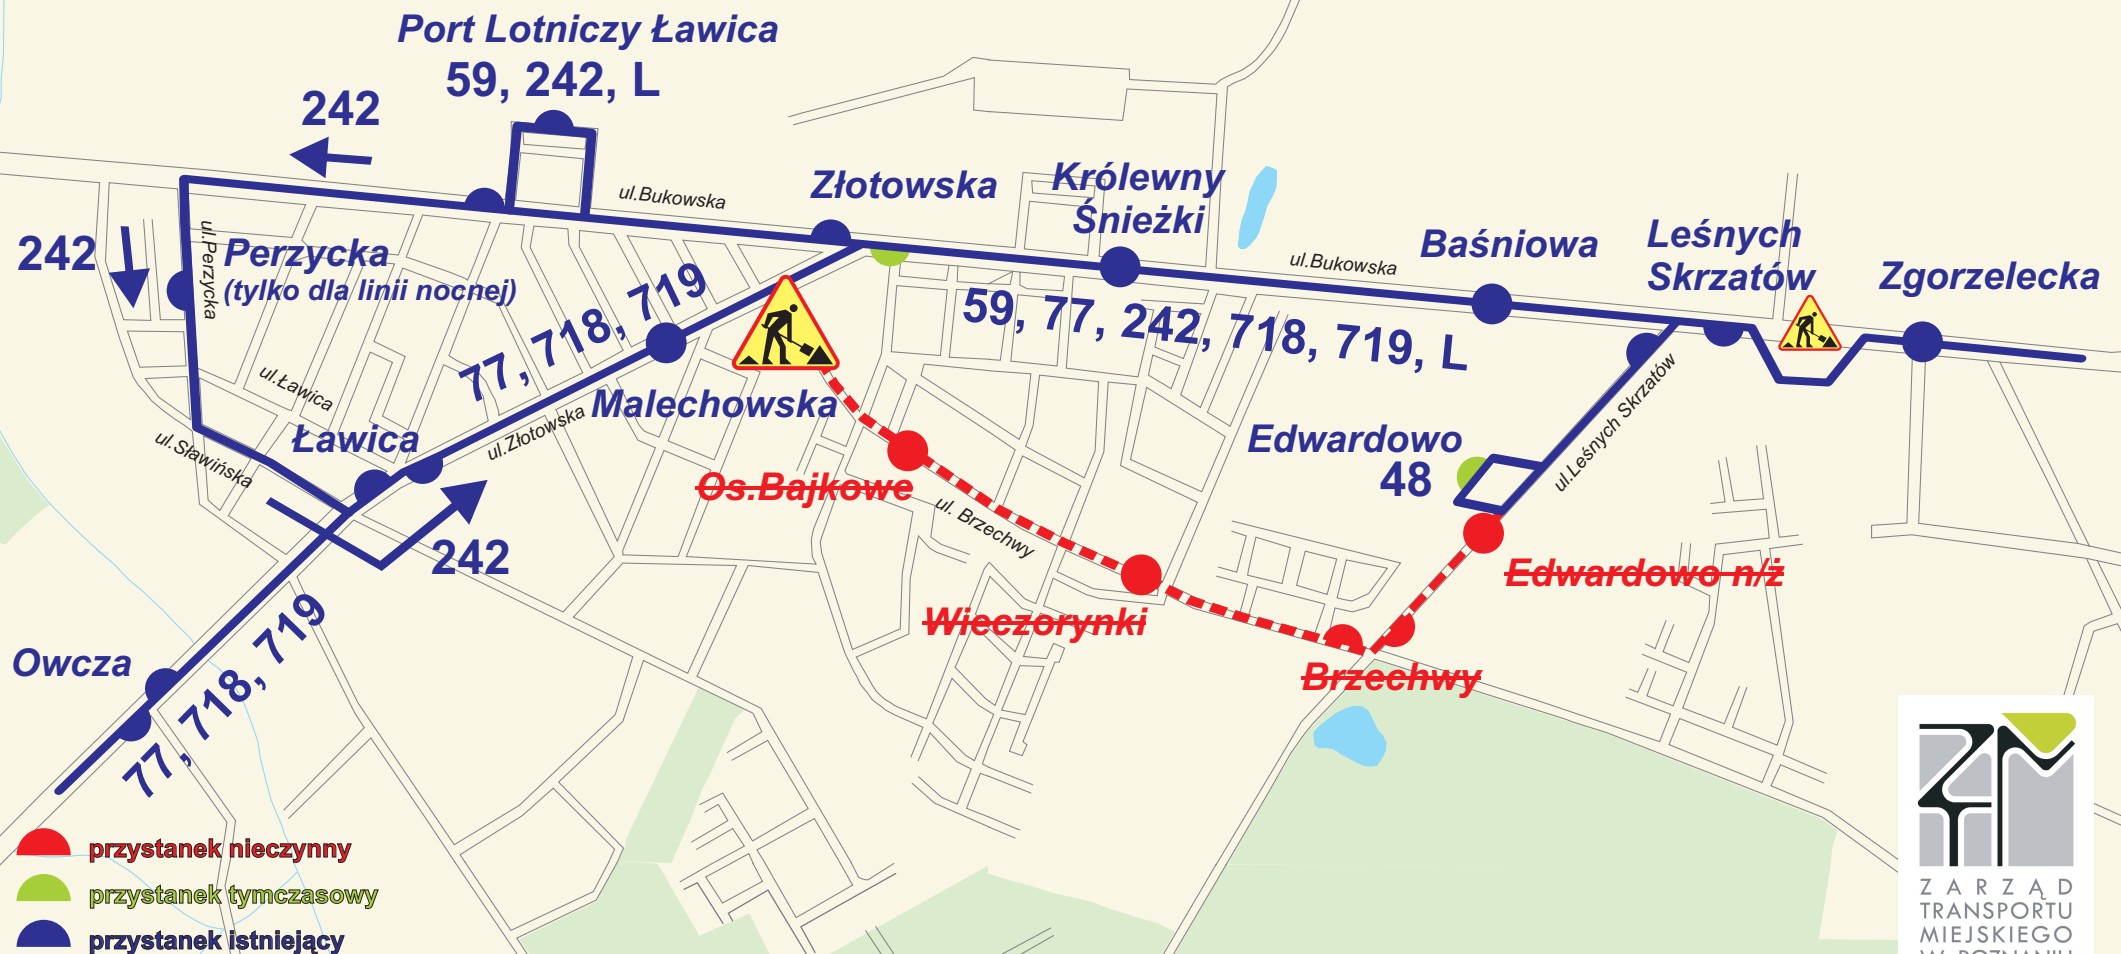 Port Lotniczy Ławica
59, 242, L
242
ul.Bukowska
Złotowska
Królewny
Śnieżki
ul.Bukowska
Baśniowa
Leśnych
Skrzatów
Zgorzelecka
242
ul.Perzycka
Perzycka
(tylko dla linii nocnej)
77, 718, 719
59, 77, 242, 718, 719, L
ul.Ławica
Malechowska
ul.Leśnych Skrzatów
ul.Sławińska
Ławica
ul.Złotowska
Edwardowo
48
Os.Bajkowe
ul. Brzechwy
242
Edwardowo n/ż
Wieczorynki
Owcza
77, 718, 719
Brzechwy
przystanek nieczynny
przystanek tymczasowy
przystanek istniejący
ZARZĄD
TRANSPORTU
MIEJSKIEGO
W POZNANIU